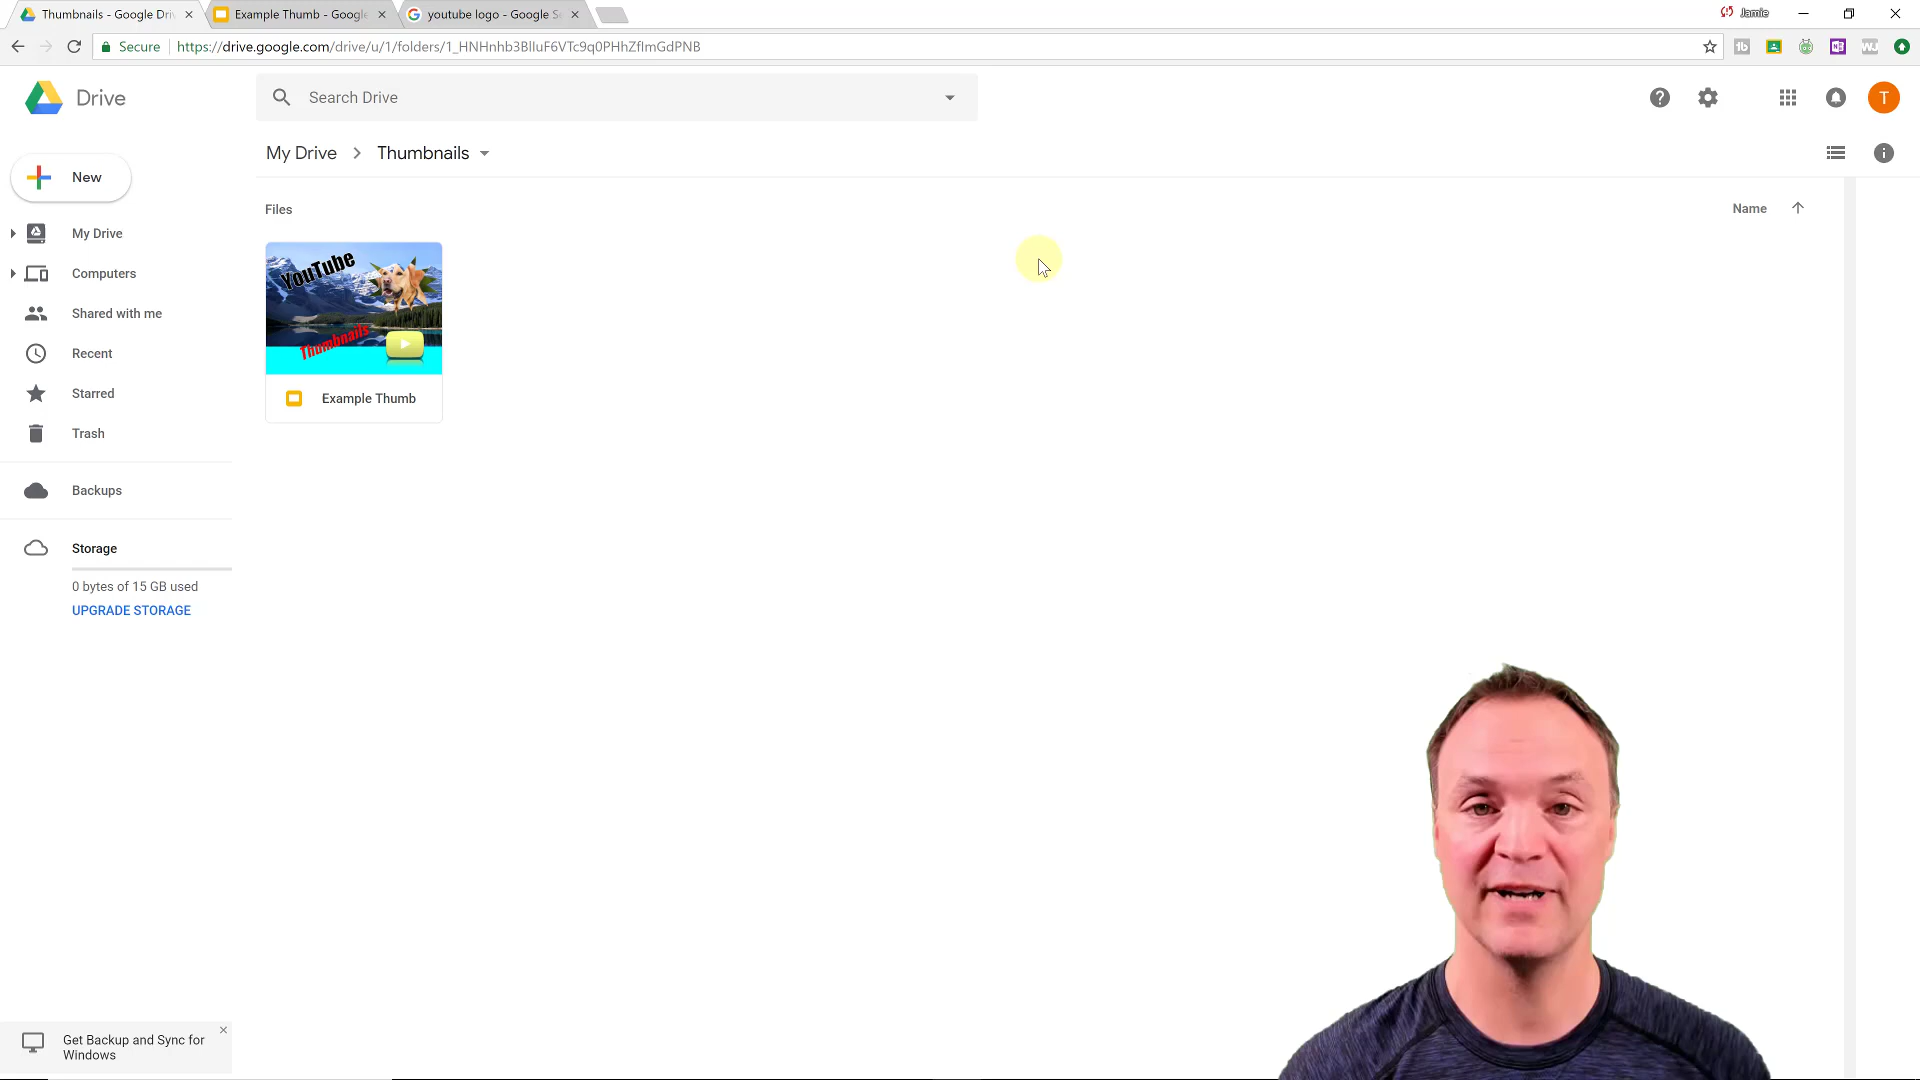 Thumbnails - Google Dri
Example Thumb - Google
youtube logo - Google S
Jamie
Secure
https://drive.google.com/drive/u/1/folders/1_HNHnhb3BlluF6VTc9q0PHhZflmGdPNB
Drive
Search Drive
T
My Drive > Thumbnails
New
Files
Name
My Drive
Computers
Shared with me
Recent
Starred
Trash
Backups
Storage
0 bytes of 15 GB used
UPGRADE STORAGE
YouTube
Thumbnails
Example Thumb
Get Backup and Sync for
Windows